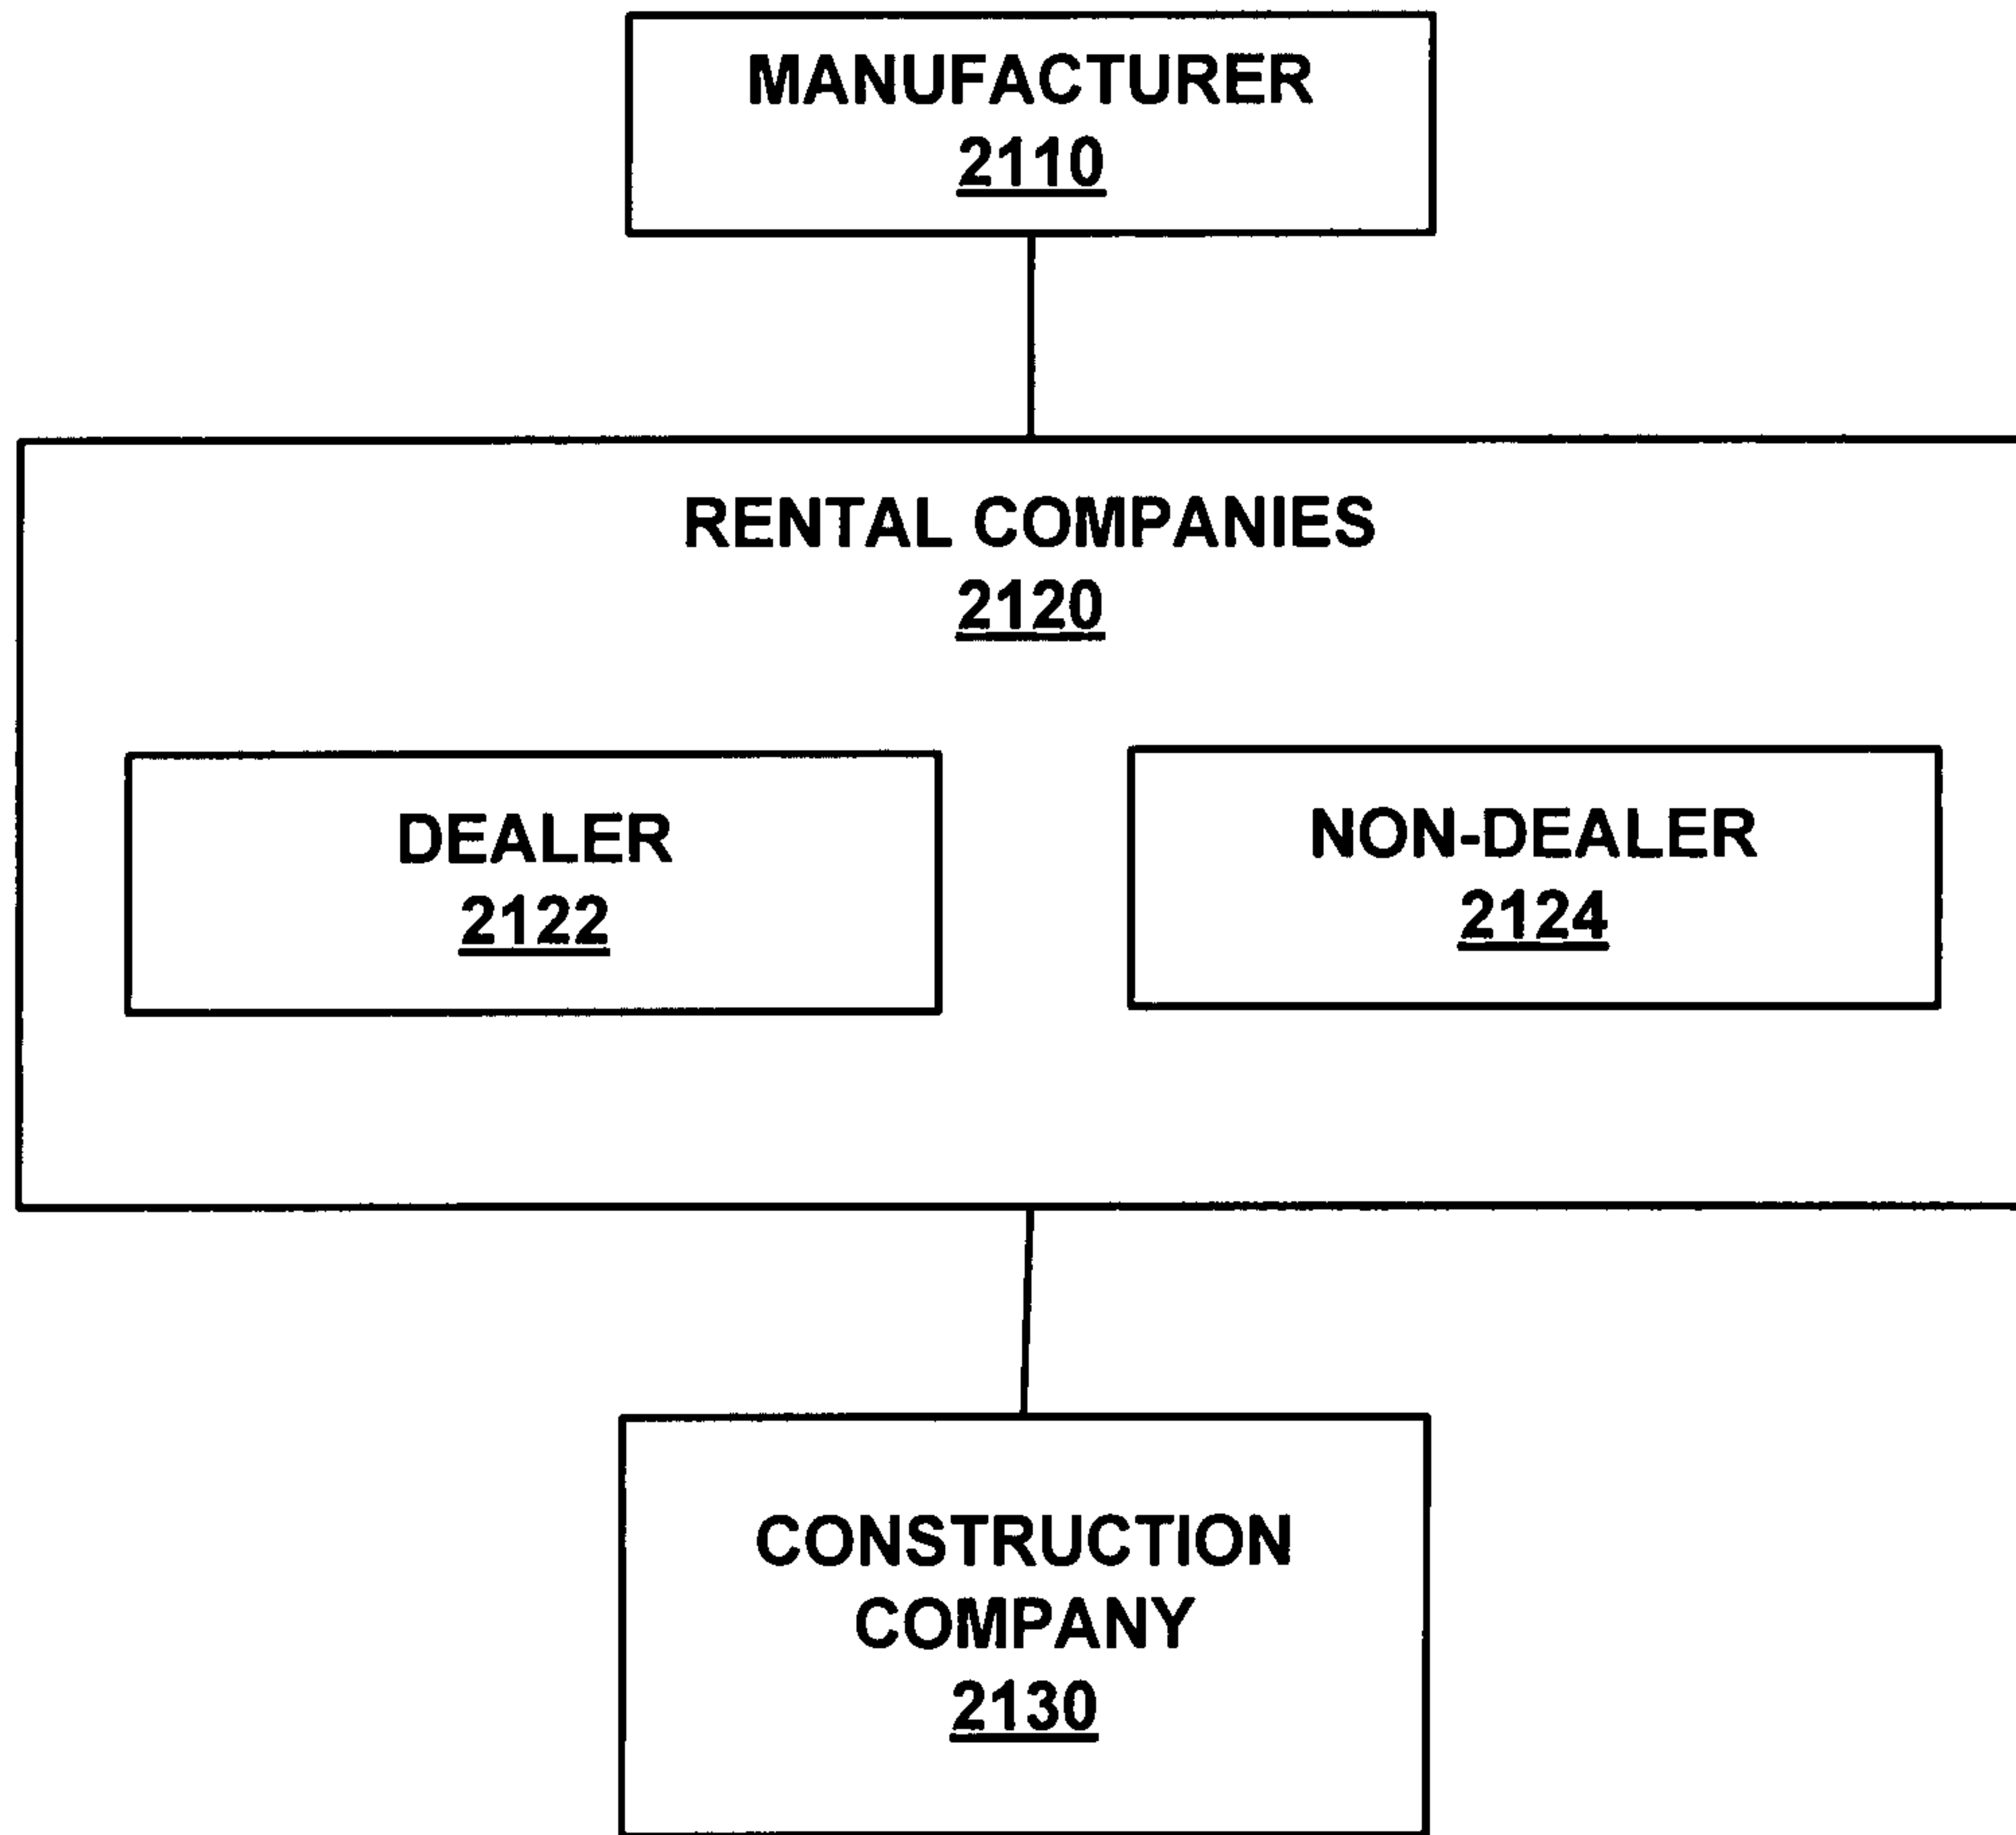 MANUFACTURER
2110
RENTAL COMPANIES
2120
DEALER
2122
NON-DEALER
2124
CONSTRUCTION
COMPANY
2130